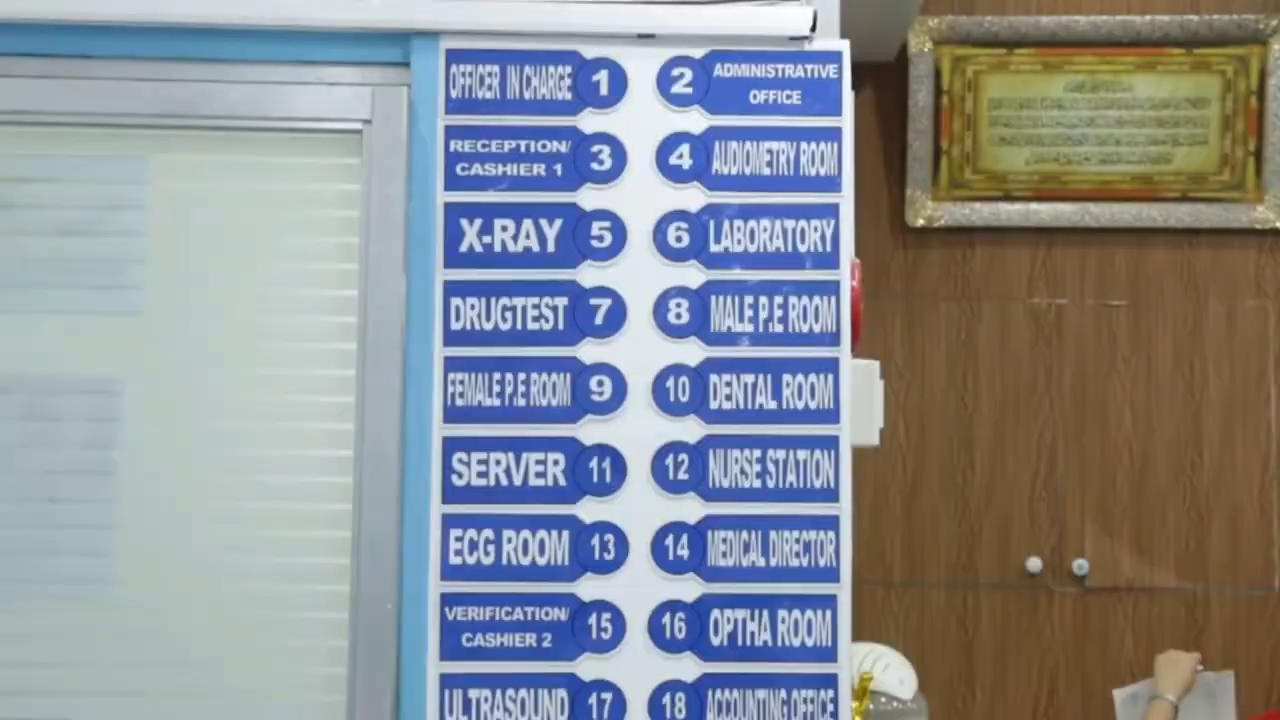 OFFICER IN CHARGE 1
2 ADMINISTRATIVE
OFFICE
RECEPTION/
CASHIER 1 3
4 AUDIOMETRY ROOM
X-RAY 5
6 LABORATORY
DRUGTEST 7
8 MALE P.E ROOM
FEMALE P.E ROOM 9
10 DENTAL ROOM
SERVER 11
12 NURSE STATION
ECG ROOM 13
14 MEDICAL DIRECTOR
VERIFICATION/
CASHIER 2 15
16 OPTHA ROOM
ULTRASOUND 17
18 ACCOUNTING OFFICE